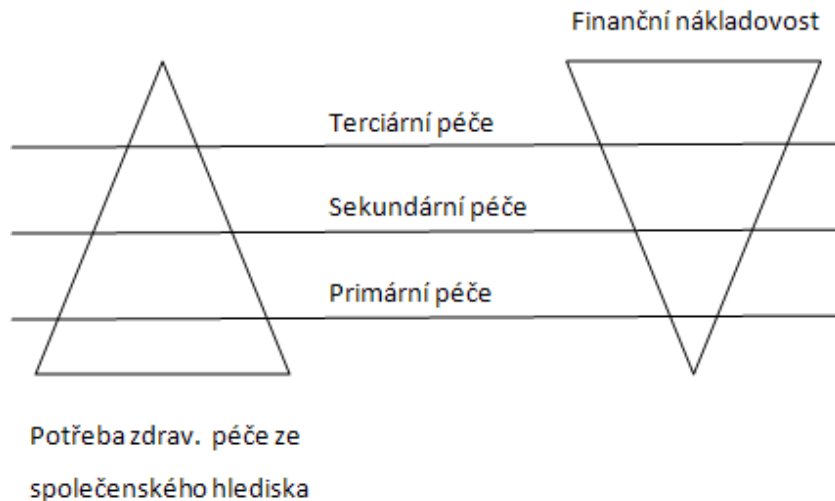 Finanční nákladovost
Terciární péče
Sekundární péče
Primární péče
Potřeba zdrav. péče ze
společenského hlediska